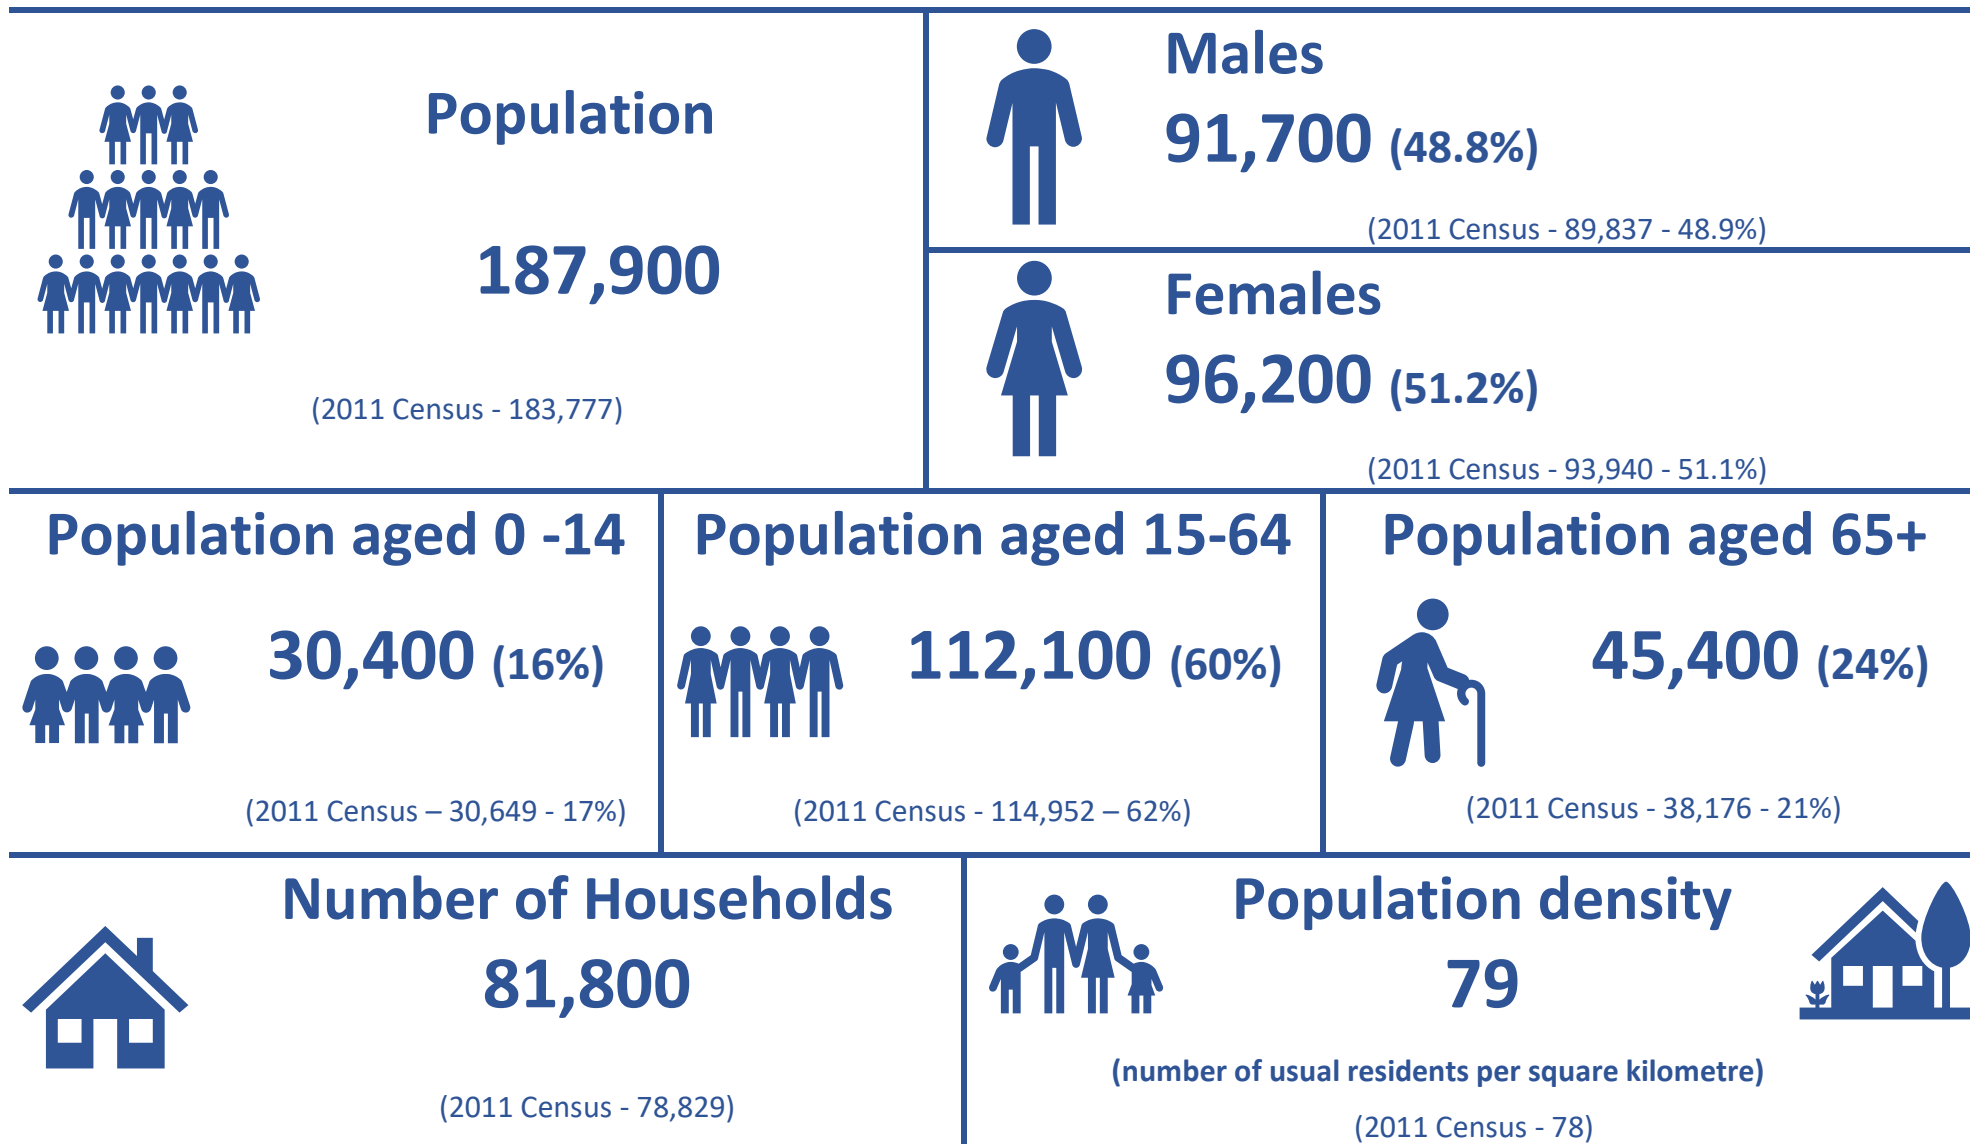 Population
187,900
(2011 Census - 183,777)
Males
91,700 (48.8%)
(2011 Census - 89,837 - 48.9%)
Females
96,200 (51.2%)
(2011 Census - 93,940 - 51.1%)
Population aged 0 -14
30,400 (16%)
(2011 Census – 30,649 - 17%)
Population aged 15-64
112,100 (60%)
(2011 Census - 114,952 – 62%)
Population aged 65+
45,400 (24%)
(2011 Census - 38,176 - 21%)
Number of Households
81,800
(2011 Census - 78,829)
Population density
79
(number of usual residents per square kilometre)
(2011 Census - 78)